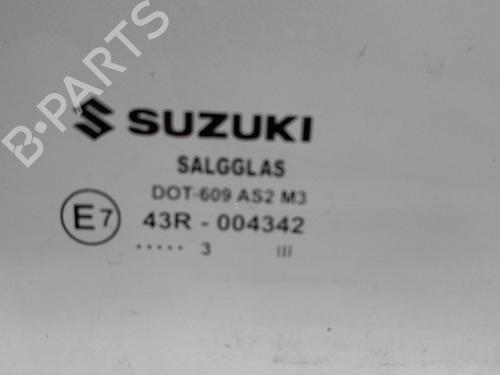 B-PARTS
SUZUKI
SALGGLAS
DOT-609 AS2 M3
E7 43R - 004342
..... 3 III